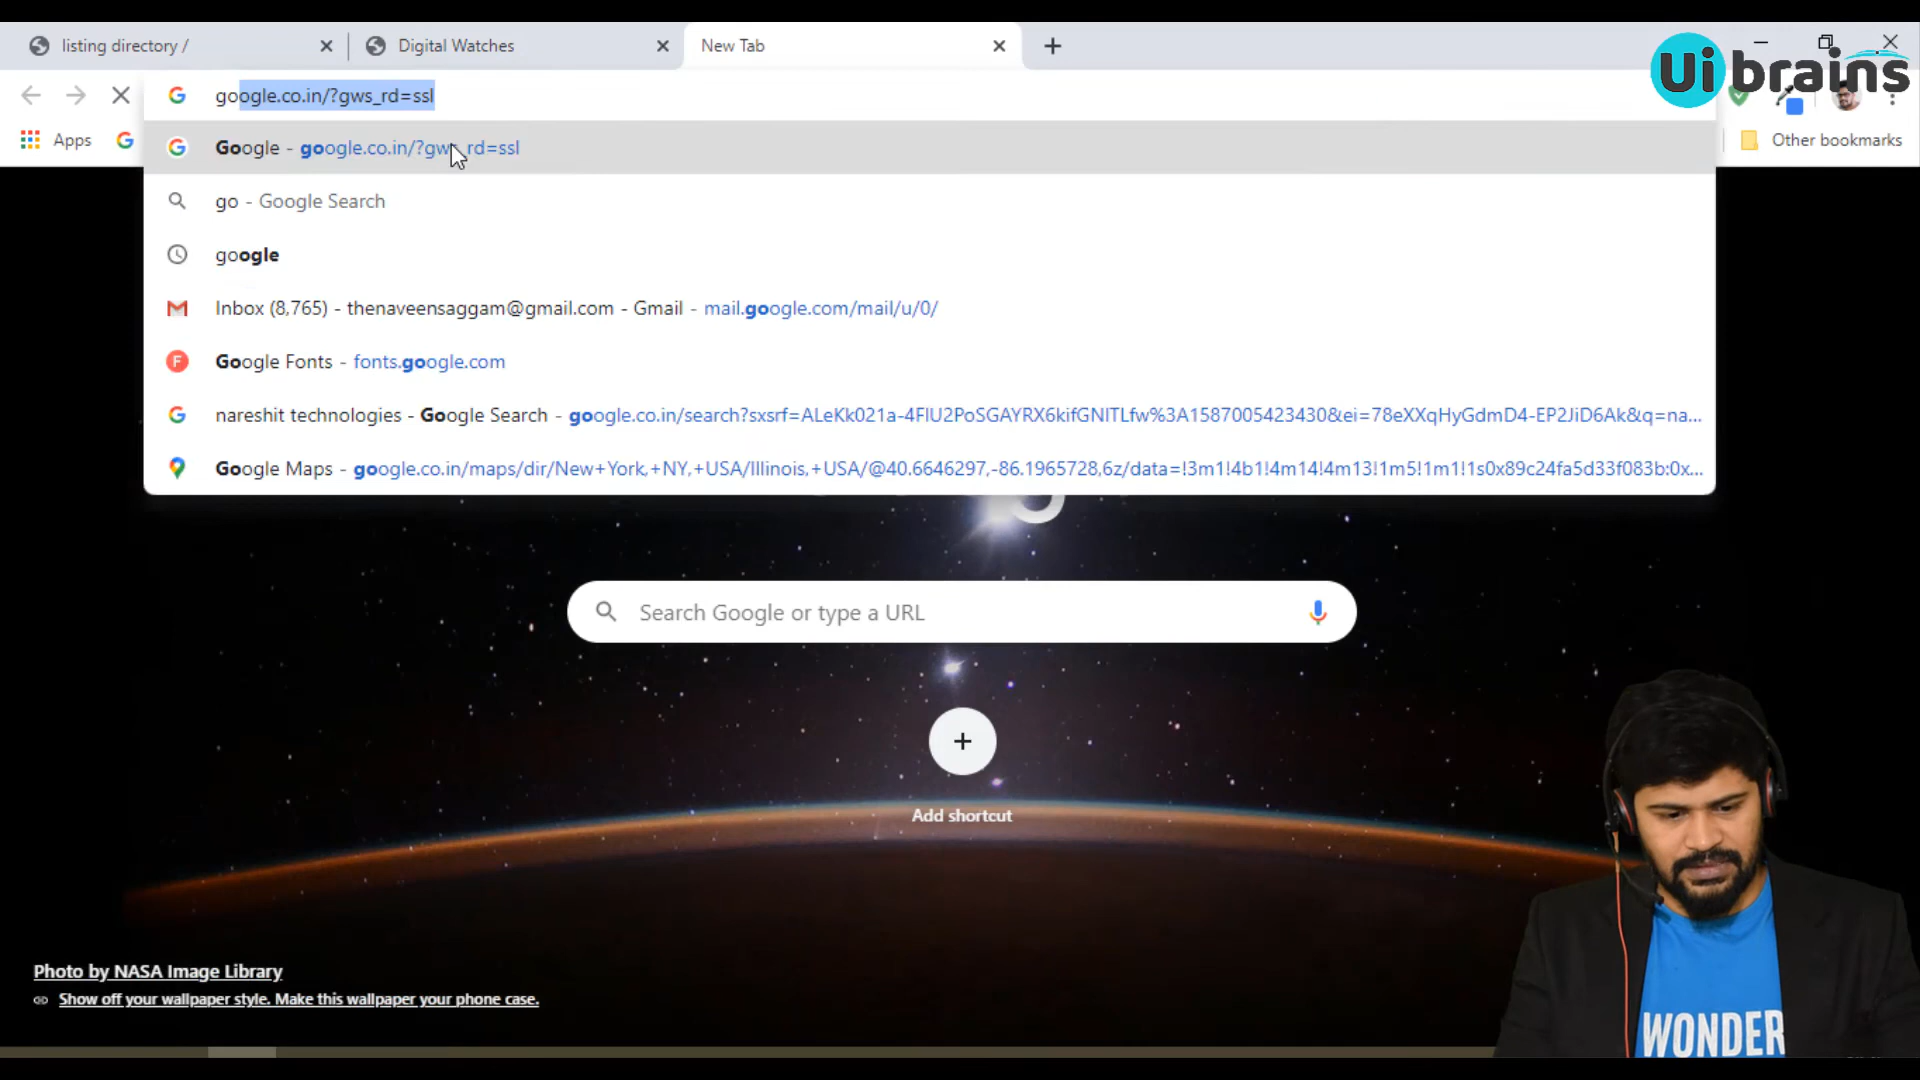 listing directory /
Digital Watches
New Tab
Ui brains
google.co.in/?gws_rd=ssl
Apps
Other bookmarks
Google - google.co.in/?gws_rd=ssl
go - Google Search
google
Inbox (8,765) - thenaveensaggam@gmail.com - Gmail - mail.google.com/mail/u/0/
Google Fonts - fonts.google.com
nareshit technologies - Google Search - google.co.in/search?sxsrf=ALeKk021a-4FlU2PoSGAYRX6kifGNITLfw%3A1587005423430&ei=78eXXqHyGdmD4-EP2JiD6Ak&q=na...
Google Maps - google.co.in/maps/dir/New+York,+NY,+USA/Illinois,+USA/@40.6646297,-86.1965728,6z/data=!3m1!4b1!4m14!4m13!1m5!1m1!1s0x89c24fa5d33f083b:0x...
Search Google or type a URL
Add shortcut
Photo by NASA Image Library
Show off your wallpaper style. Make this wallpaper your phone case.
WONDER